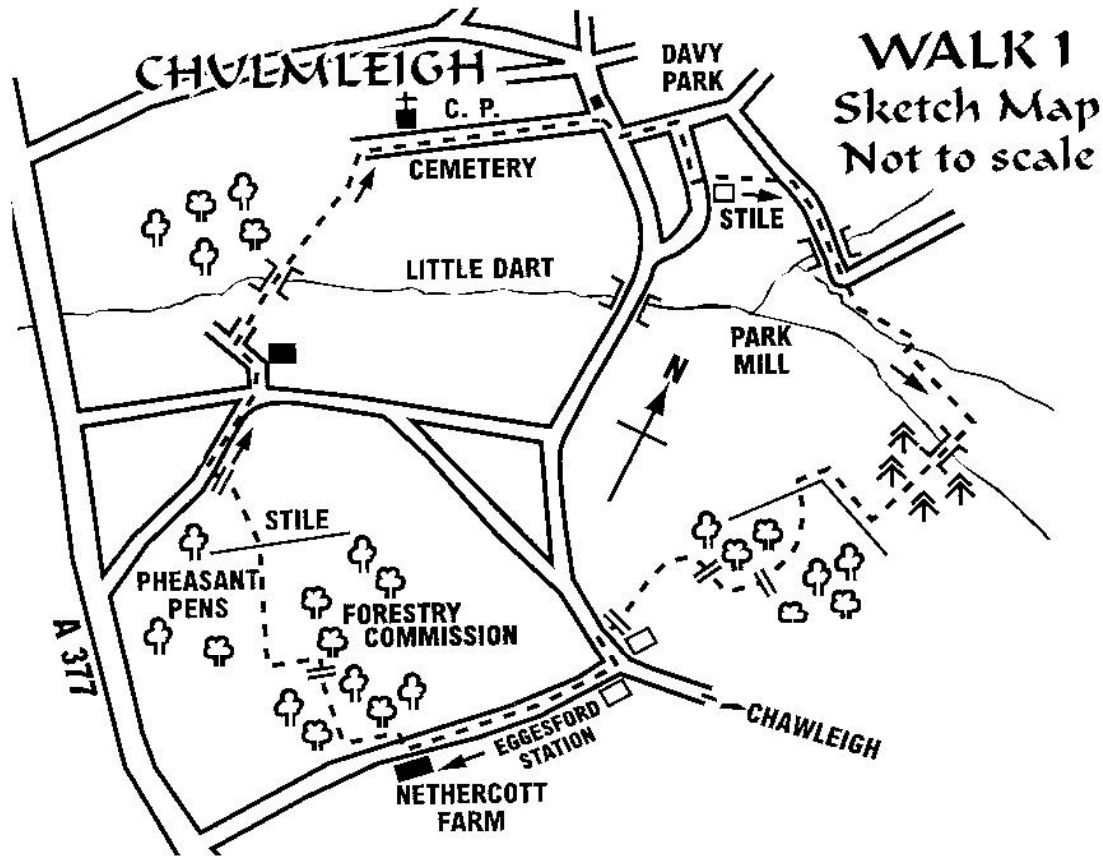 CHULMLEIGH
WALK 1
Sketch Map
Not to scale
DAVY
PARK
C. P.
CEMETERY
STILE
LITTLE DART
PARK
MILL
N
STILE
PHEASANT
PENS
FORESTRY
COMMISSION
A 377
EGGESFORD
STATION
CHAWLEIGH
NETHERCOTT
FARM